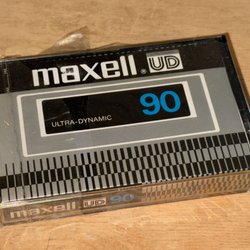 maxell. UD
90
ULTRA-DYNAMIC
maxell UD 90